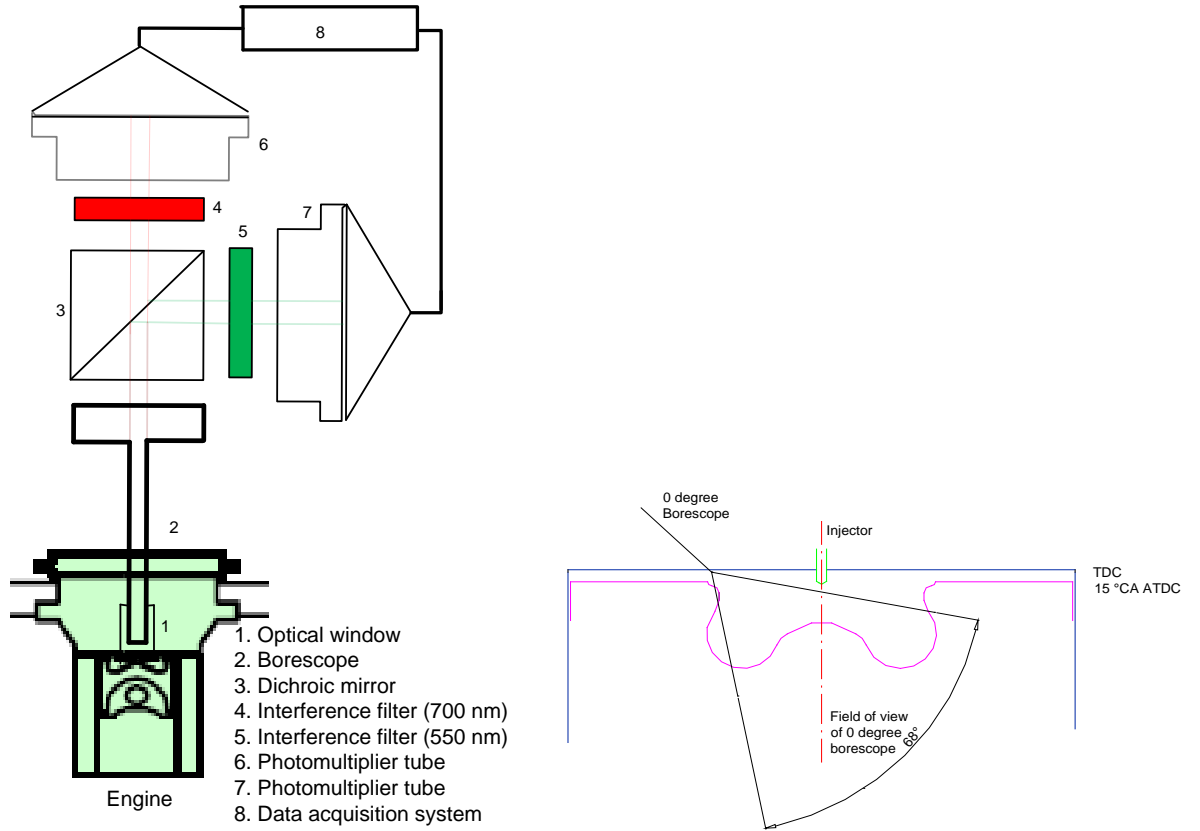 8
6
4
7
5
3
2
1
1. Optical window
2. Borescope
3. Dichroic mirror
4. Interference filter (700 nm)
5. Interference filter (550 nm)
6. Photomultiplier tube
7. Photomultiplier tube
8. Data acquisition system
Engine
0 degree
Borescope
Injector
TDC
15 °CA ATDC
Field of view
of 0 degree
borescope
68°